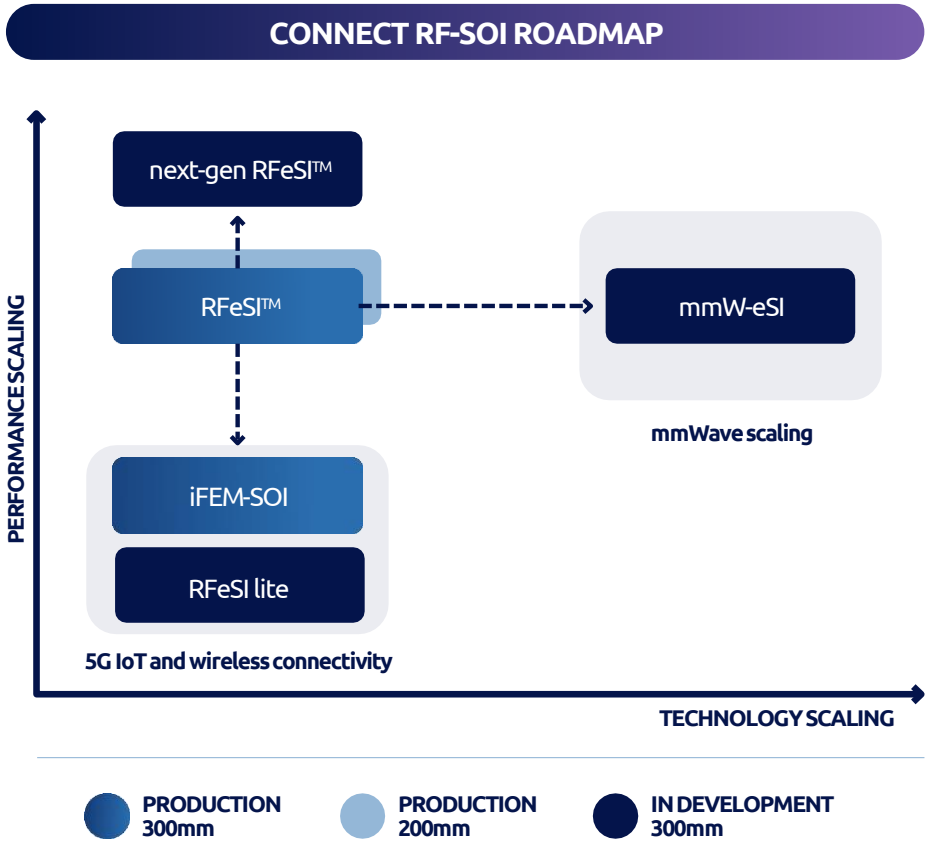 CONNECT RF-SOI ROADMAP
next-gen RFeSI™
RFeSI™
mmW-eSI
mmWave scaling
iFEM-SOI
RFeSI lite
5G IoT and wireless connectivity
PERFORMANCE SCALING
TECHNOLOGY SCALING
PRODUCTION
300mm
PRODUCTION
200mm
IN DEVELOPMENT
300mm